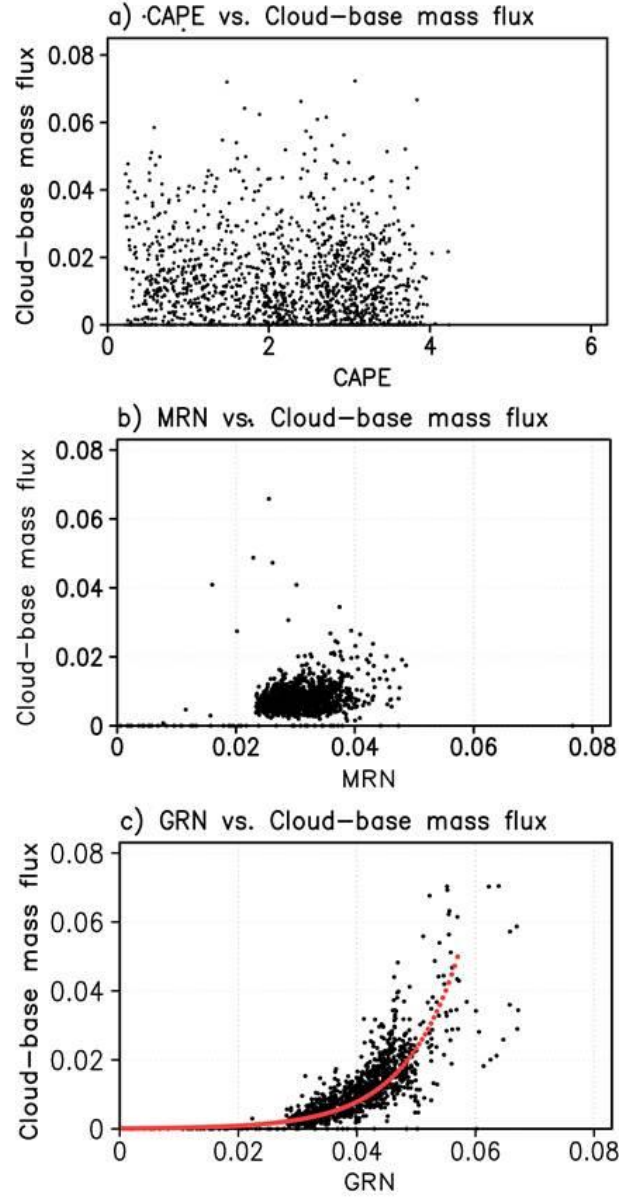 a) CAPE vs. Cloud-base mass flux
Cloud-base mass flux
0.08
0.06
0.04
0.02
0
0 2 4 6
CAPE
b) MRN vs. Cloud-base mass flux
Cloud-base mass flux
0.08
0.06
0.04
0.02
0
0 0.02 0.04 0.06 0.08
MRN
c) GRN vs. Cloud-base mass flux
Cloud-base mass flux
0.08
0.06
0.04
0.02
0
0 0.02 0.04 0.06 0.08
GRN